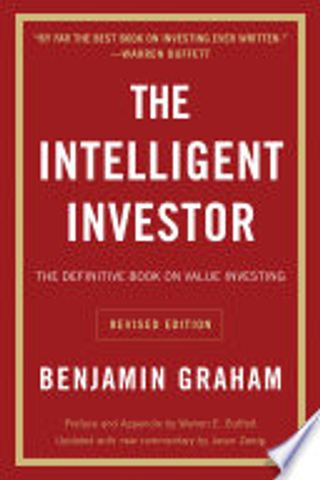 "BY FAR THE BEST BOOK ON INVESTING EVER WRITTEN."
—WARREN BUFFETT
THE
INTELLIGENT
INVESTOR
THE DEFINITIVE BOOK ON VALUE INVESTING
REVISED EDITION
BENJAMIN GRAHAM
Preface and Appendix by Warren E. Buffett
Updated with new commentary by Jason Zweig